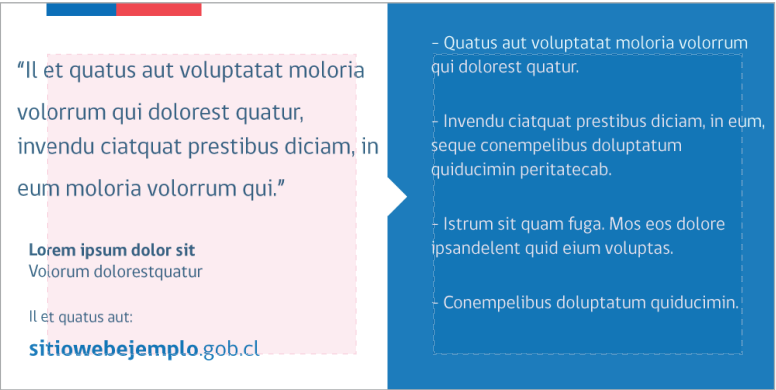 “Il et quatus aut voluptatat moloria
volorrum qui dolorest quatur,
invendu ciatquat prestibus diciam, in
eum moloria volorrum qui.”
Lorem ipsum dolor sit
Volorum dolorestquatur
Il et quatus aut:
sitiowebejemplo.gob.cl
– Quatus aut voluptatat moloria volorrum
qui dolorest quatur.
– Invendu ciatquat prestibus diciam, in eum,
seque conempelibus doluptatum
quiducimin peritatecab.
– Istrum sit quam fuga. Mos eos dolore
ipsandelent quid eium voluptas.
– Conempelibus doluptatum quiducimin.